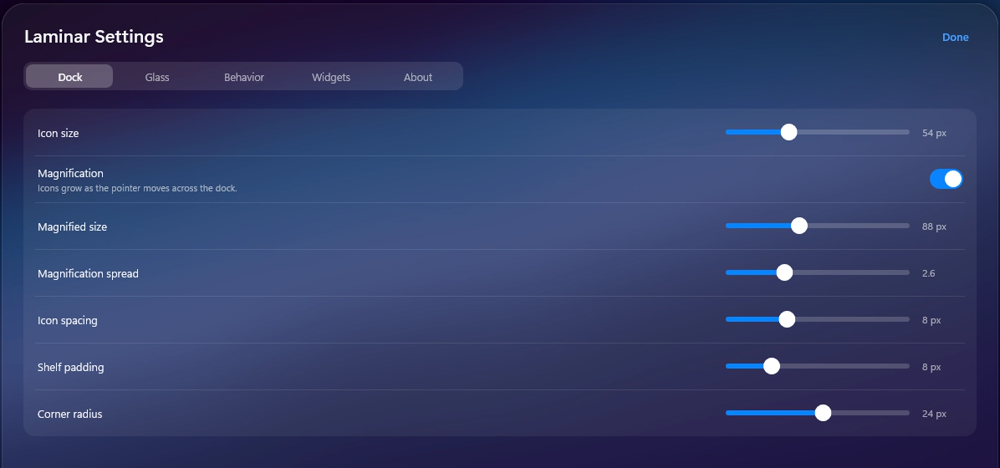 Laminar Settings
Done
Dock
Glass
Behavior
Widgets
About
Icon size
54 px
Magnification
Icons grow as the pointer moves across the dock.
Magnified size
88 px
Magnification spread
2.6
Icon spacing
8 px
Shelf padding
8 px
Corner radius
24 px